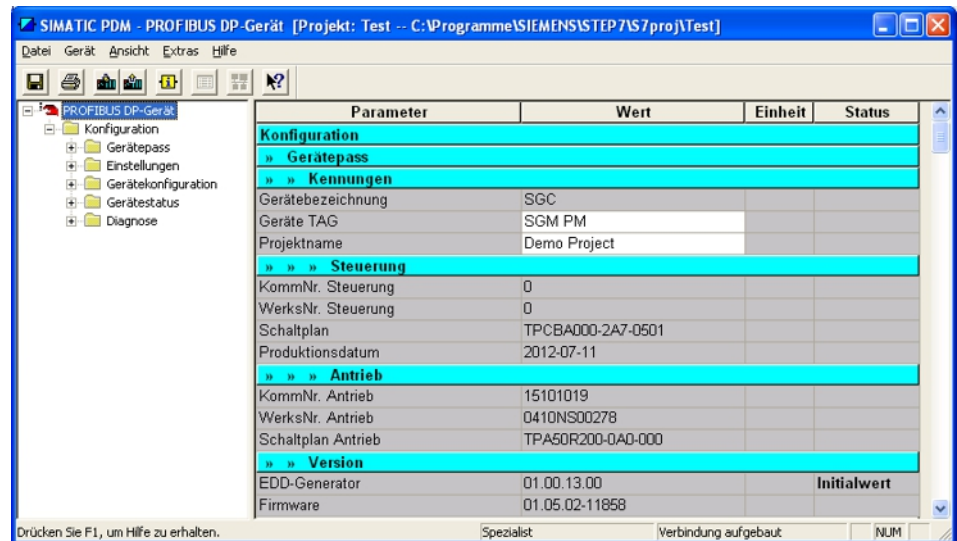 SIMATIC PDM - PROFIBUS DP-Gerät [Projekt: Test -- C:\Programme\SIEMENS\STEP7\S7proj\Test]
Datei Gerät Ansicht Extras Hilfe
PROFIBUS DP-Gerät
Konfiguration
Gerätepass
Einstellungen
Gerätekonfiguration
Gerätestatus
Diagnose
Parameter Wert Einheit Status
Konfiguration
» Gerätepass
» » Kennungen
Gerätebezeichnung SGC
Geräte TAG SGM PM
Projektname Demo Project
» » » Steuerung
KommNr. Steuerung 0
WerksNr. Steuerung 0
Schaltplan TPCBA000-2A7-0501
Produktionsdatum 2012-07-11
» » » Antrieb
KommNr. Antrieb 15101019
WerksNr. Antrieb 0410NS00278
Schaltplan Antrieb TPA50R200-0A0-000
» » Version
EDD-Generator 01.00.13.00 Initialwert
Firmware 01.05.02-11858
Drücken Sie F1, um Hilfe zu erhalten. Spezialist Verbindung aufgebaut NUM